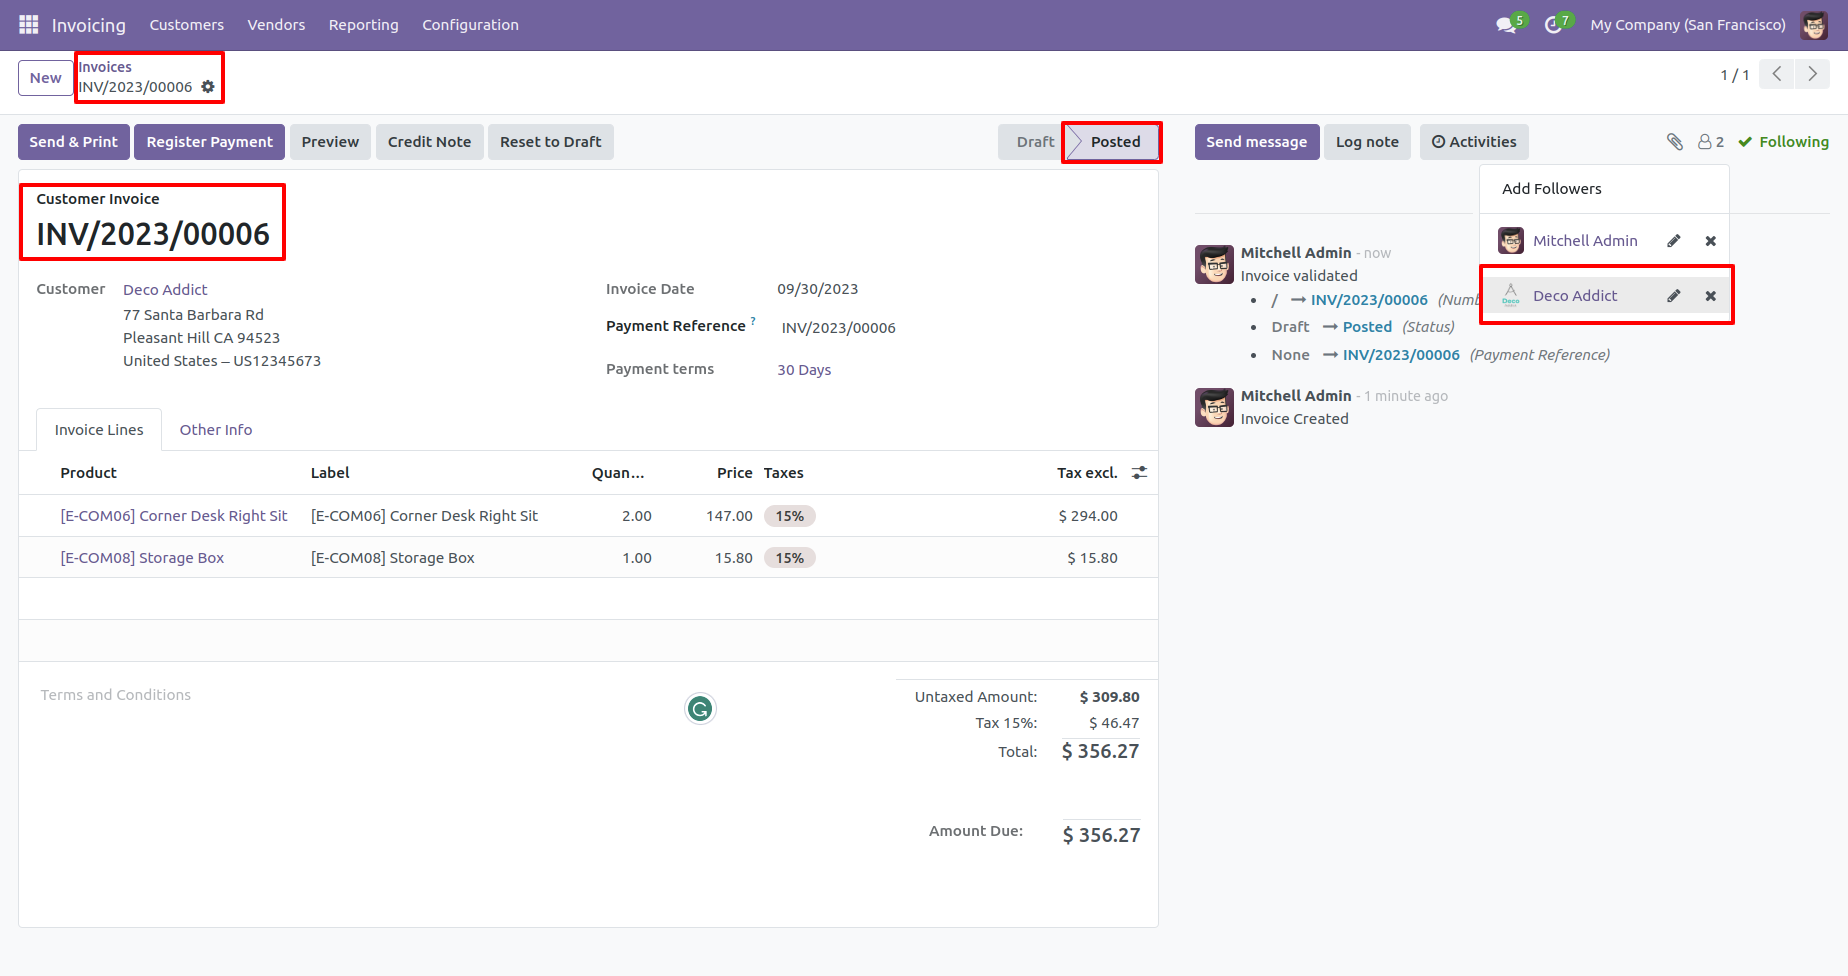 Invoicing Customers Vendors Reporting Configuration 5 7 My Company (San Francisco)
New Invoices
INV/2023/00006
1 / 1
Send & Print Register Payment Preview Credit Note Reset to Draft Draft Posted
Send message Log note Activities 2 Following
Customer Invoice
INV/2023/00006
Customer Deco Addict
77 Santa Barbara Rd
Pleasant Hill CA 94523
United States – US12345673
Invoice Date 09/30/2023
Payment Reference ? INV/2023/00006
Payment terms 30 Days
Invoice Lines Other Info
Product Label Quan... Price Taxes Tax excl.
[E-COM06] Corner Desk Right Sit [E-COM06] Corner Desk Right Sit 2.00 147.00 15% $ 294.00
[E-COM08] Storage Box [E-COM08] Storage Box 1.00 15.80 15% $ 15.80
Terms and Conditions
Untaxed Amount: $ 309.80
Tax 15%: $ 46.47
Total: $ 356.27
Amount Due: $ 356.27
Add Followers
Mitchell Admin
Deco Deco Addict
Mitchell Admin - now
Invoice validated
• / → INV/2023/00006 (Num
• Draft → Posted (Status)
• None → INV/2023/00006 (Payment Reference)
Mitchell Admin - 1 minute ago
Invoice Created